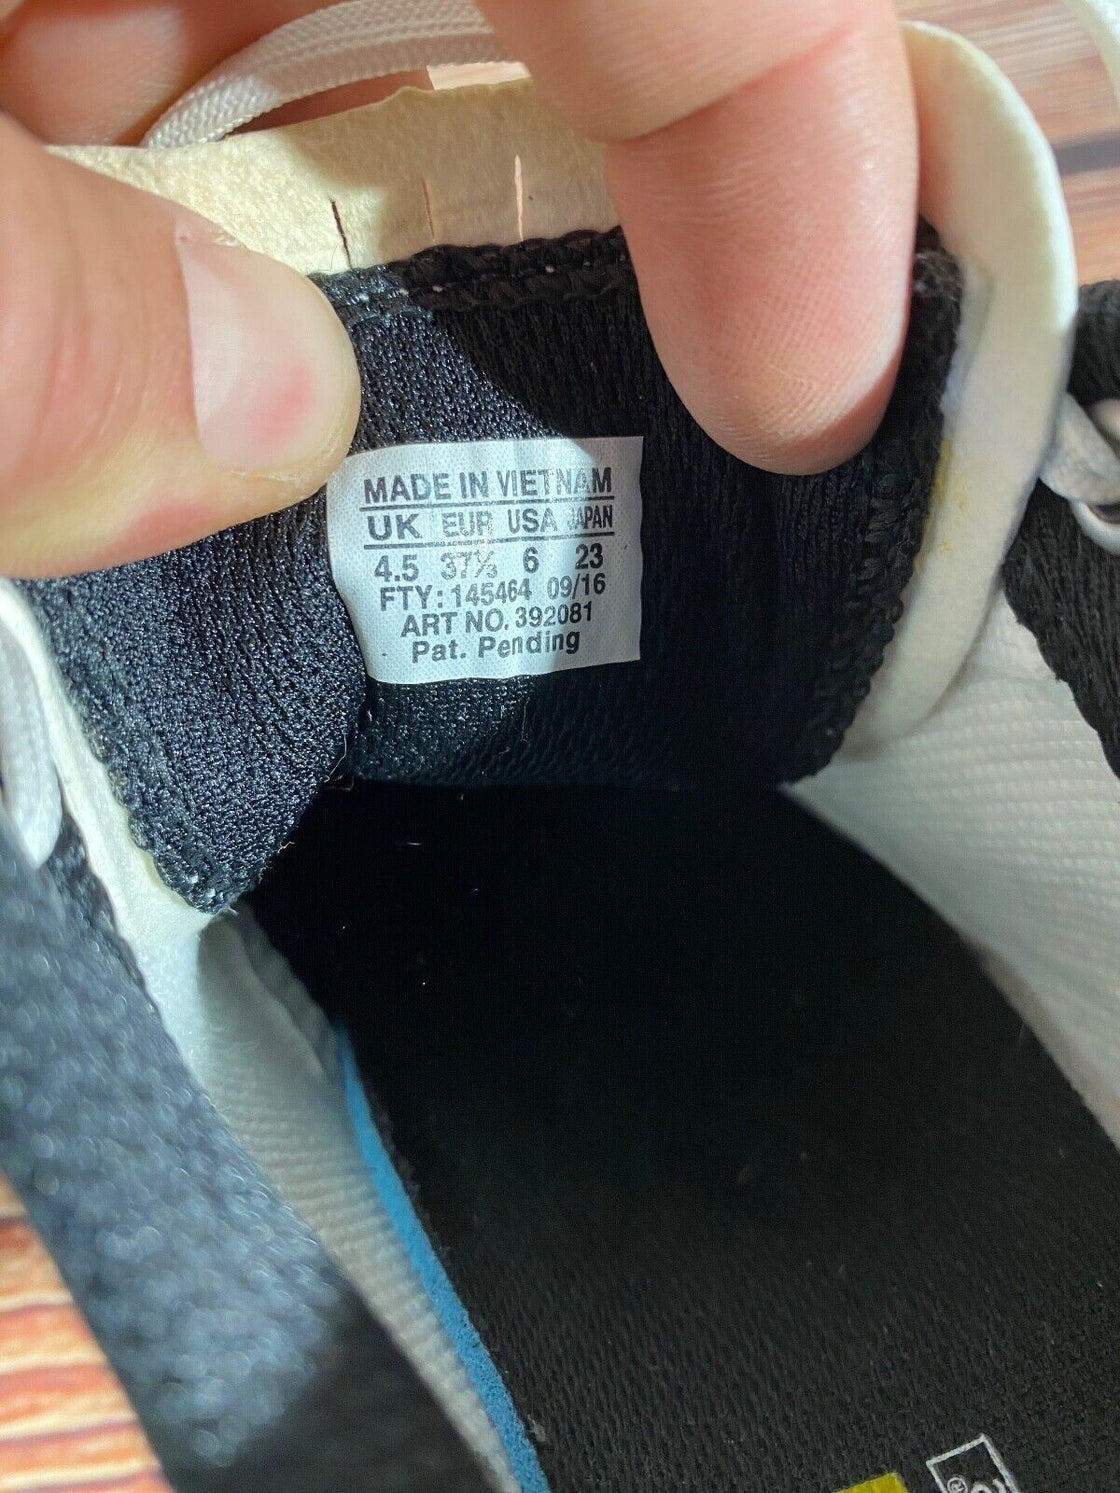 MADE IN VIETNAM
UK EUR USA JAPAN
4.5 37⅓ 6 23
FTY: 145464 09/16
ART NO. 392081
Pat. Pending